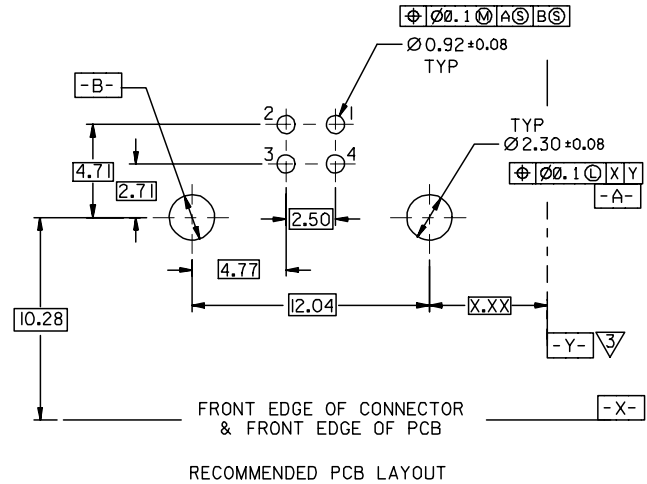 ⌖ Ø0.1 Ⓜ A Ⓢ B Ⓢ
Ø 0.92 ±0.08
TYP
-B-
2 1
3 4
TYP
Ø 2.30 ±0.08
⌖ Ø0.1 Ⓛ X Y
-A-
4.71
2.71
2.50
4.77
12.04
X.XX
10.28
-Y- 3
-X-
FRONT EDGE OF CONNECTOR
& FRONT EDGE OF PCB
RECOMMENDED PCB LAYOUT